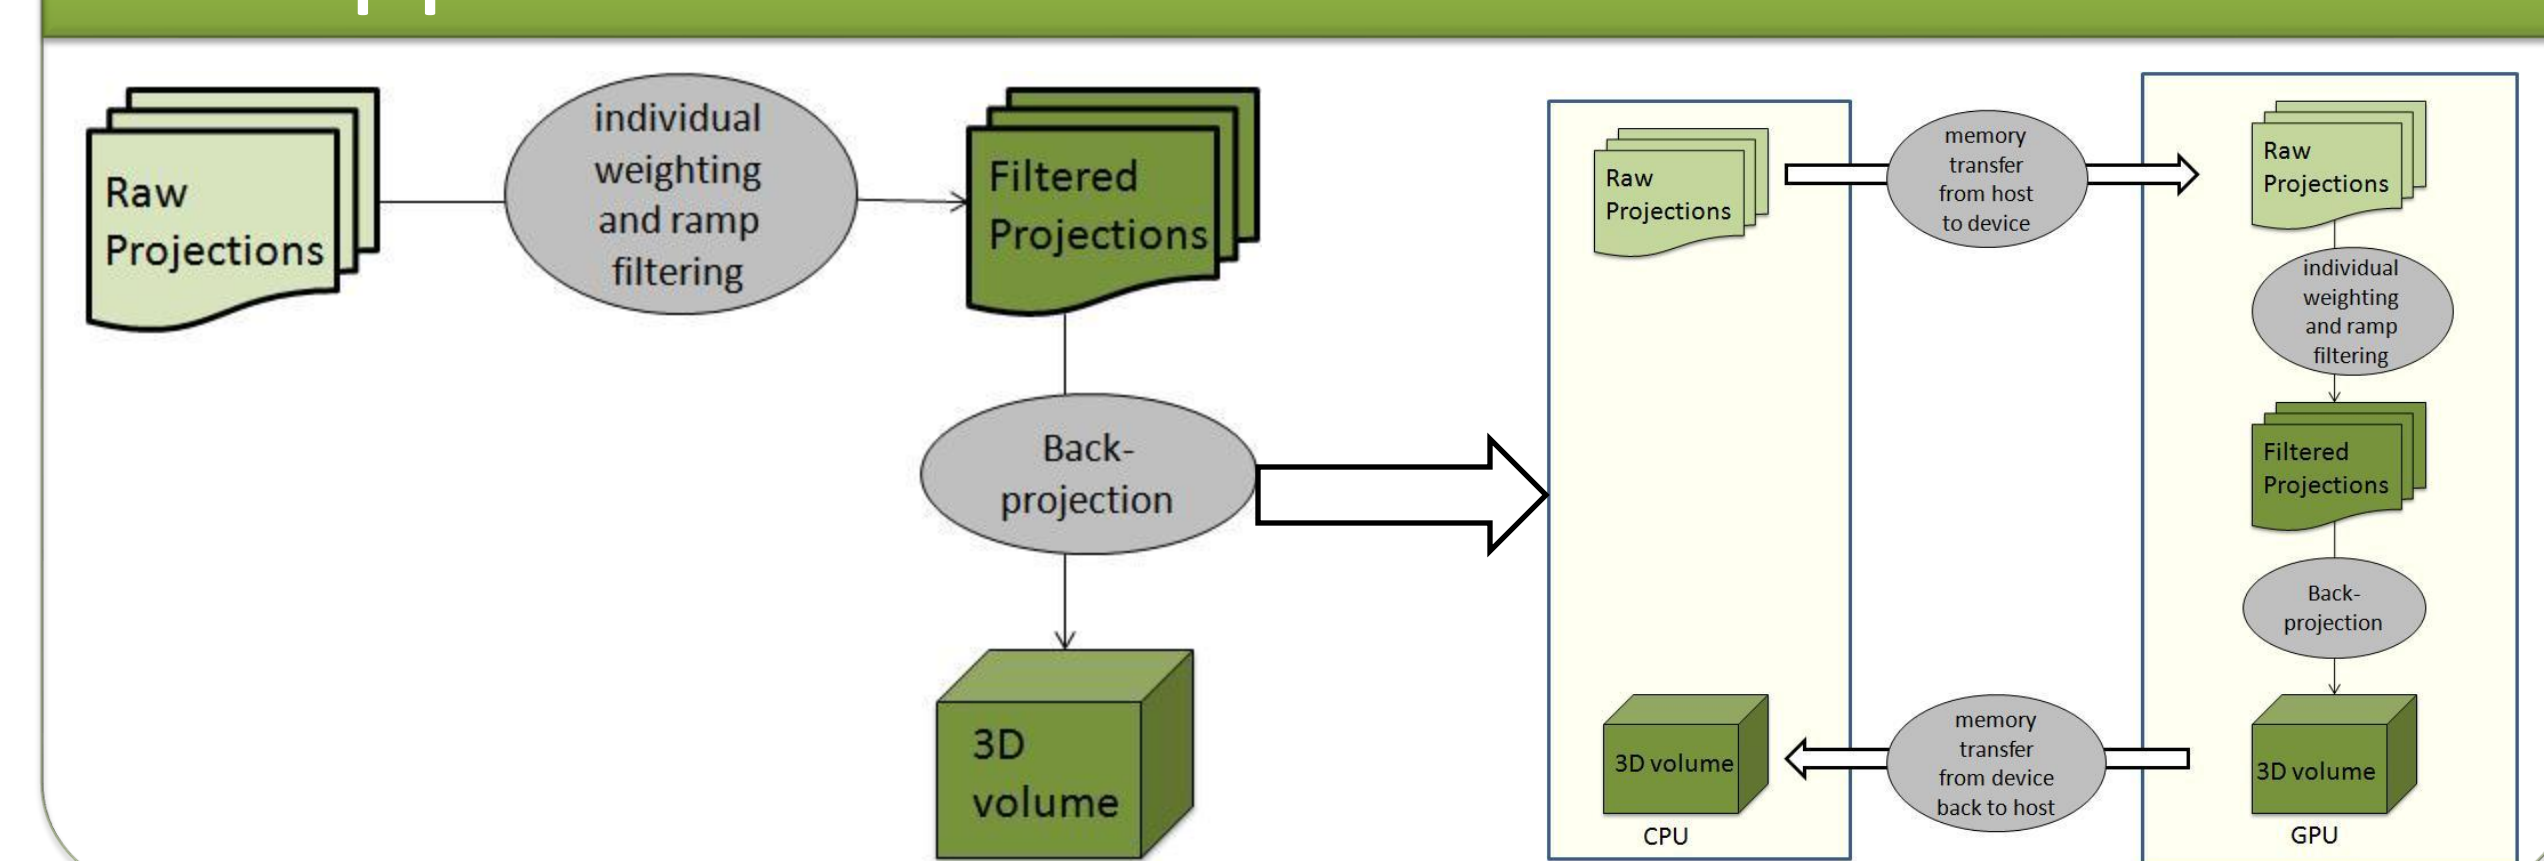 Raw
Projections
individual
weighting
and ramp
filtering
Filtered
Projections
Back-
projection
3D
volume
Raw
Projections
3D volume
CPU
memory
transfer
from host
to device
memory
transfer
from device
back to host
Raw
Projections
individual
weighting
and ramp
filtering
Filtered
Projections
Back-
projection
3D volume
GPU